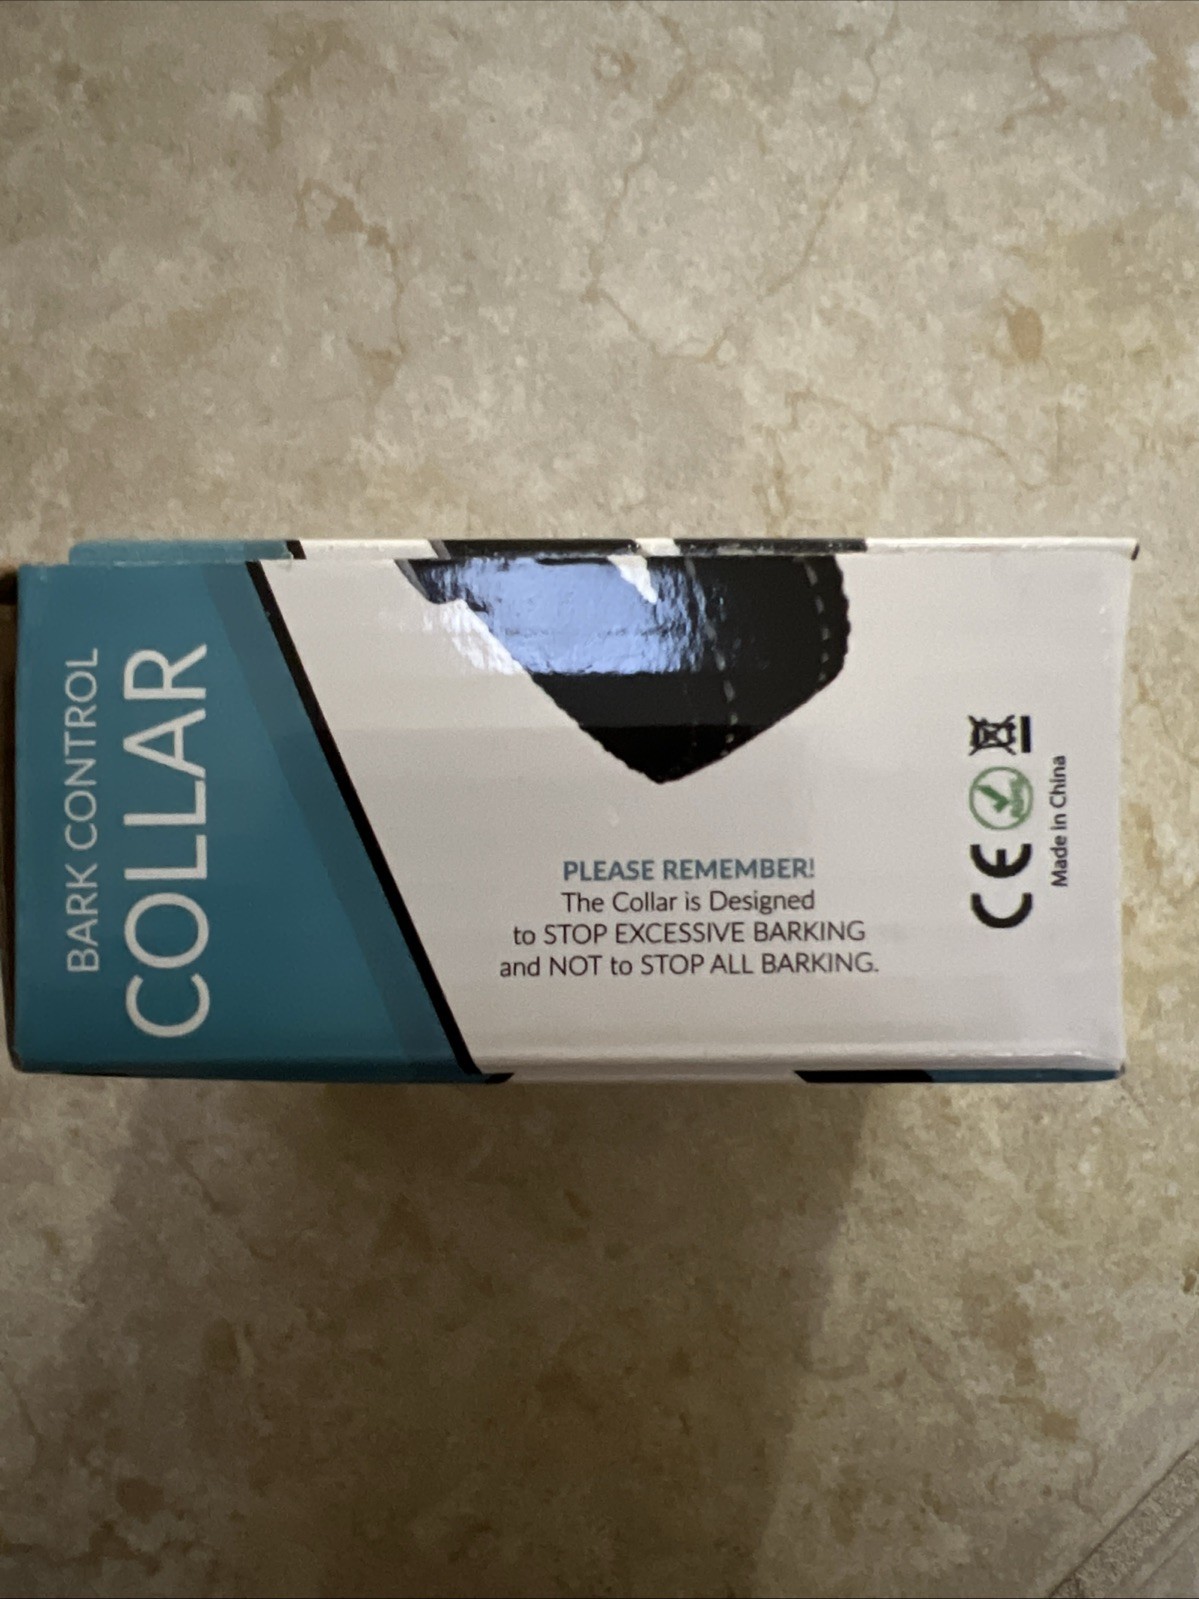 BARK CONTROL
COLLAR
PLEASE REMEMBER!
The Collar is Designed
to STOP EXCESSIVE BARKING
and NOT to STOP ALL BARKING.
CE
Made in China